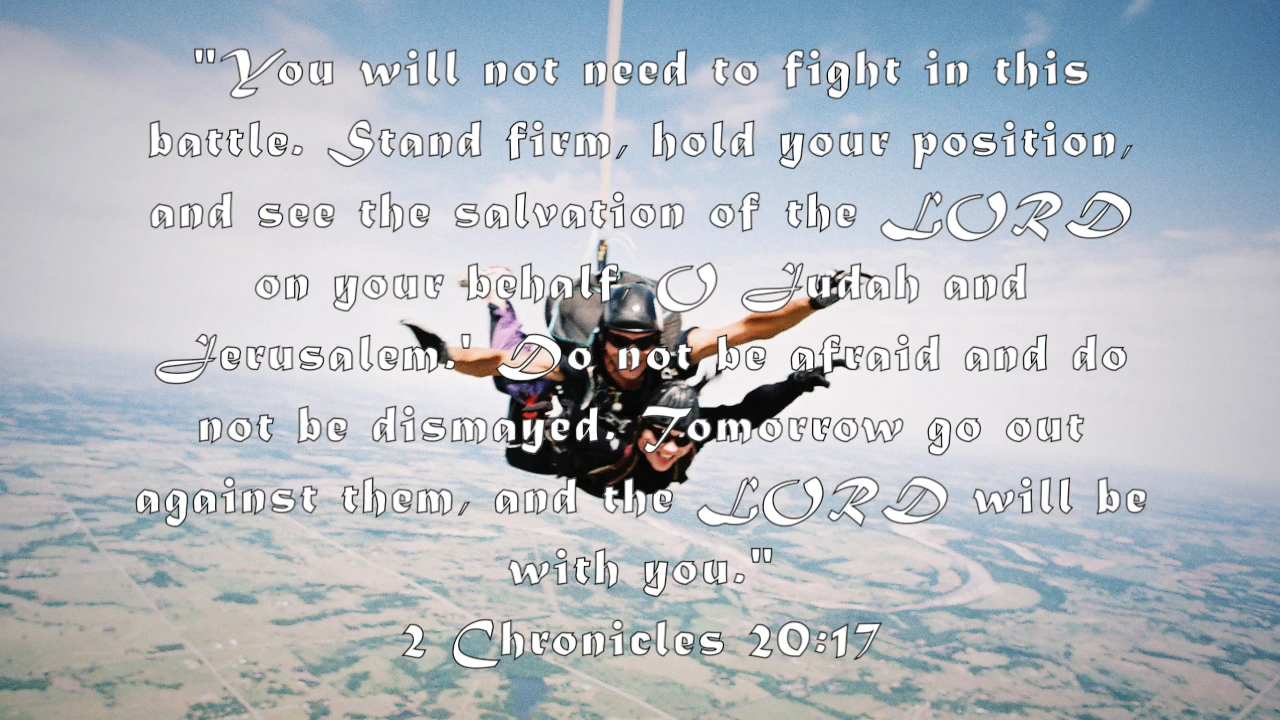 "You will not need to fight in this
battle. Stand firm, hold your position,
and see the salvation of the LORD
on your behalf, O Judah and
Jerusalem.' Do not be afraid and do
not be dismayed. Tomorrow go out
against them, and the LORD will be
with you."
2 Chronicles 20:17